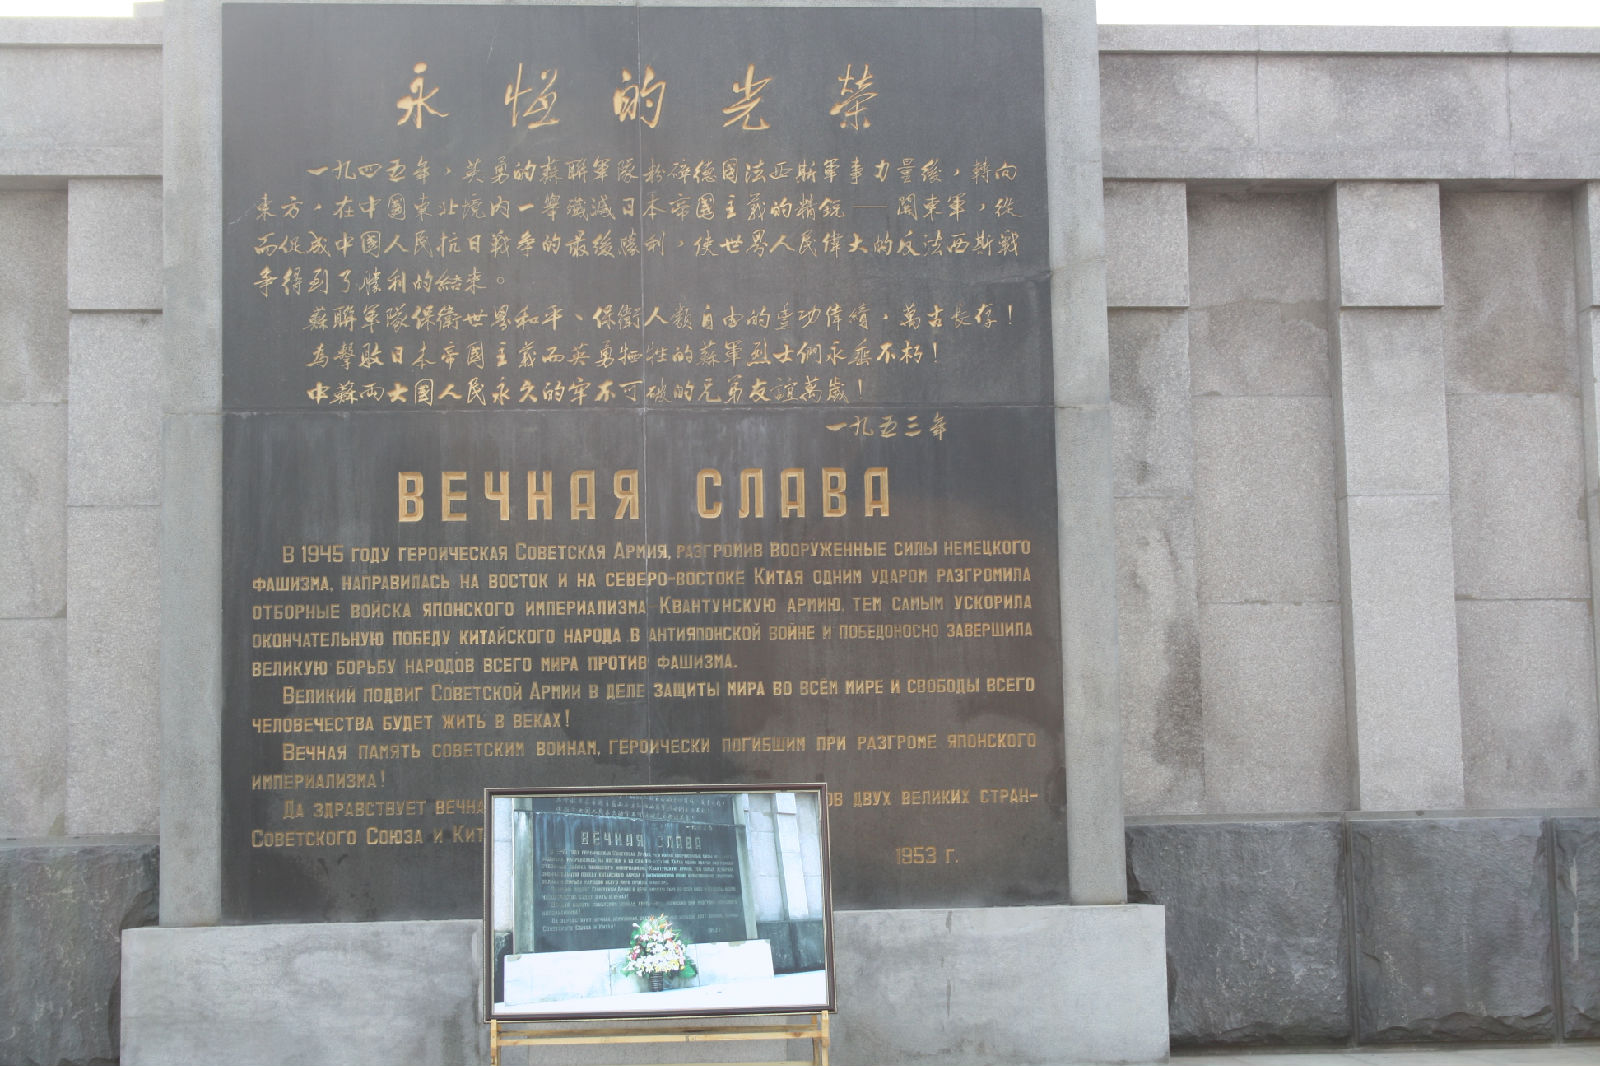 永恆的光榮
一九四五年，英勇的蘇聯軍隊粉碎德國法西斯軍事力量後，轉向
東方，在中國東北境內一舉殲滅日本帝國主義的精銳——関東軍，從
而促成中國人民抗日戰爭的最後勝利，使世界人民偉大的反法西斯戰
爭得到了勝利的結束。
蘇聯軍隊保衛世界和平、保衛人類自由的豐功偉績，萬古長存！
為擊敗日本帝國主義而英勇牺牲的蘇軍烈士們永垂不朽！
中蘇兩大國人民永久的牢不可破的兄弟友誼萬歲！
一九五三年
ВЕЧНАЯ СЛАВА
В 1945 ГОДУ ГЕРОИЧЕСКАЯ СОВЕТСКАЯ АРМИЯ, РАЗГРОМИВ ВООРУЖЕННЫЕ СИЛЫ НЕМЕЦКОГО
ФАШИЗМА, НАПРАВИЛАСЬ НА ВОСТОК И НА СЕВЕРО-ВОСТОКЕ КИТАЯ ОДНИМ УДАРОМ РАЗГРОМИЛА
ОТБОРНЫЕ ВОЙСКА ЯПОНСКОГО ИМПЕРИАЛИЗМА КВАНТУНСКУЮ АРМИЮ, ТЕМ САМЫМ УСКОРИЛА
ОКОНЧАТЕЛЬНУЮ ПОБЕДУ КИТАЙСКОГО НАРОДА В АНТИЯПОНСКОЙ ВОЙНЕ И ПОБЕДОНОСНО ЗАВЕРШИЛА
ВЕЛИКУЮ БОРЬБУ НАРОДОВ ВСЕГО МИРА ПРОТИВ ФАШИЗМА.
ВЕЛИКИЙ ПОДВИГ СОВЕТСКОЙ АРМИИ В ДЕЛЕ ЗАЩИТЫ МИРА ВО ВСЕМ МИРЕ И СВОБОДЫ ВСЕГО
ЧЕЛОВЕЧЕСТВА БУДЕТ ЖИТЬ В ВЕКАХ!
ВЕЧНАЯ ПАМЯТЬ СОВЕТСКИМ ВОИНАМ, ГЕРОИЧЕСКИ ПОГИБШИМ ПРИ РАЗГРОМЕ ЯПОНСКОГО
ИМПЕРИАЛИЗМА!
ДА ЗДРАВСТВУЕТ ВЕЧНА ОВ ДВУХ ВЕЛИКИХ СТРАН-
СОВЕТСКОГО СОЮЗА И КИТ
1953 Г.
ВЕЧНАЯ СЛАВА